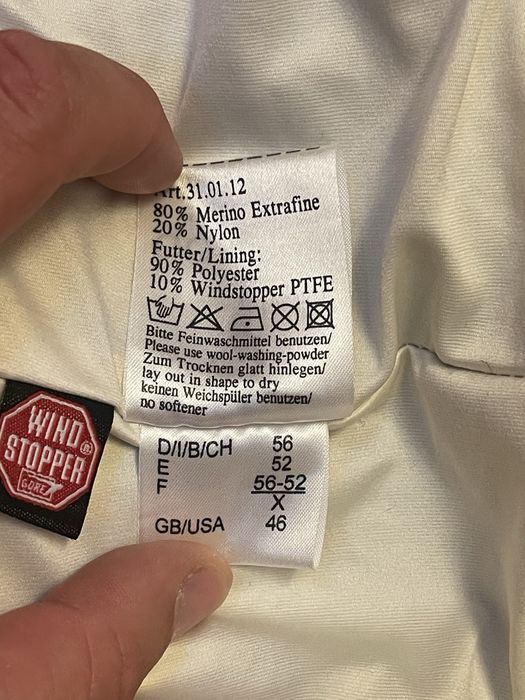 Art.31.01.12
80% Merino Extrafine
20% Nylon
Futter/Lining:
90% Polyester
10% Windstopper PTFE
Bitte Feinwaschmittel benutzen/
Please use wool-washing-powder
Zum Trocknen glatt hinlegen/
lay out in shape to dry
keinen Weichspüler benutzen/
no softener
WIND
STOPPER®
GORE
D/I/B/CH 56
E 52
F 56-52
X
GB/USA 46